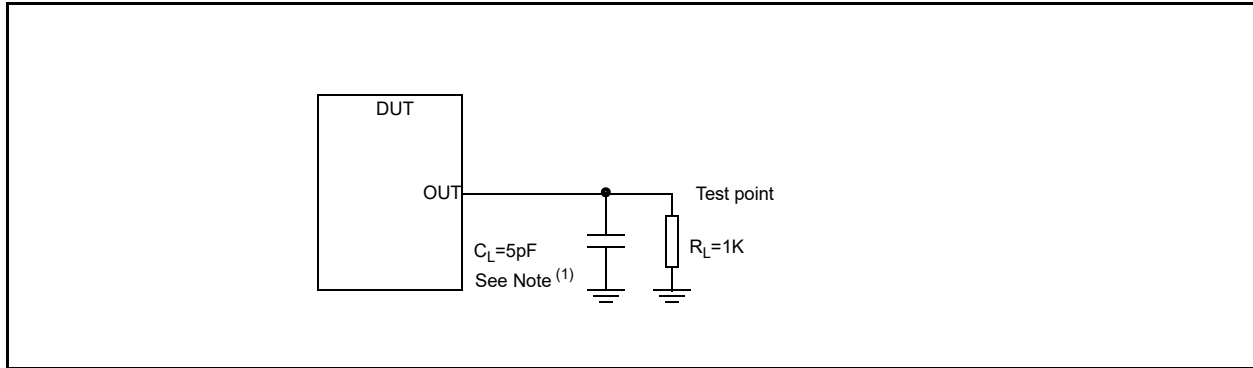 DUT
OUT
Test point
C_L=5pF
R_L=1K
See Note (1)